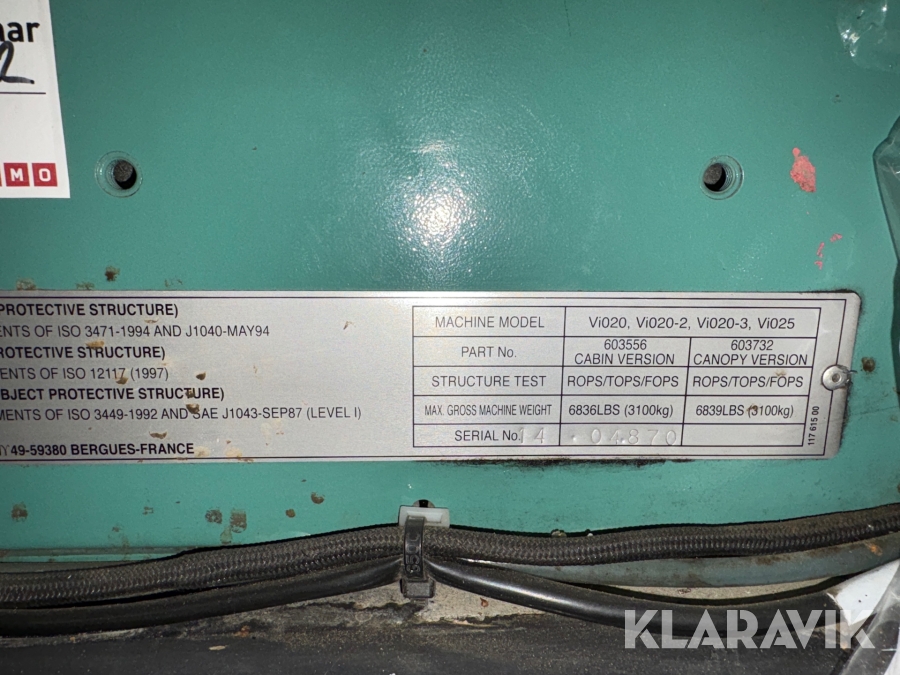 nar
MO
PROTECTIVE STRUCTURE)
ENTS OF ISO 3471-1994 AND J1040-MAY94
ROTECTIVE STRUCTURE)
ENTS OF ISO 12117 (1997)
BJECT PROTECTIVE STRUCTURE)
MENTS OF ISO 3449-1992 AND SAE J1043-SEP87 (LEVEL I)
49-59380 BERGUES-FRANCE
MACHINE MODEL Vi020, Vi020-2, Vi020-3, Vi025
PART No. 603556 CABIN VERSION 603732 CANOPY VERSION
STRUCTURE TEST ROPS/TOPS/FOPS ROPS/TOPS/FOPS
MAX. GROSS MACHINE WEIGHT 6836LBS (3100kg) 6839LBS (3100kg)
SERIAL No. 14 04870
117 615 00
KLARAVIK